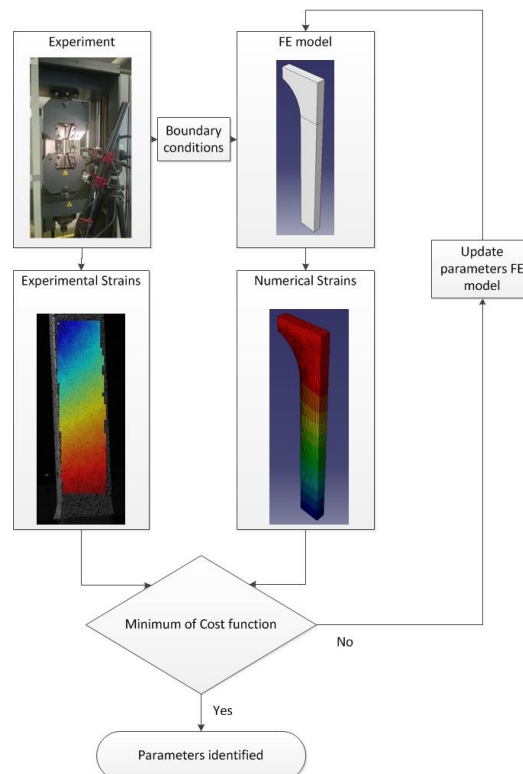 Experiment
FE model
Boundary
conditions
Experimental Strains
Numerical Strains
Update
parameters FE
model
Minimum of Cost function
No
Yes
Parameters identified